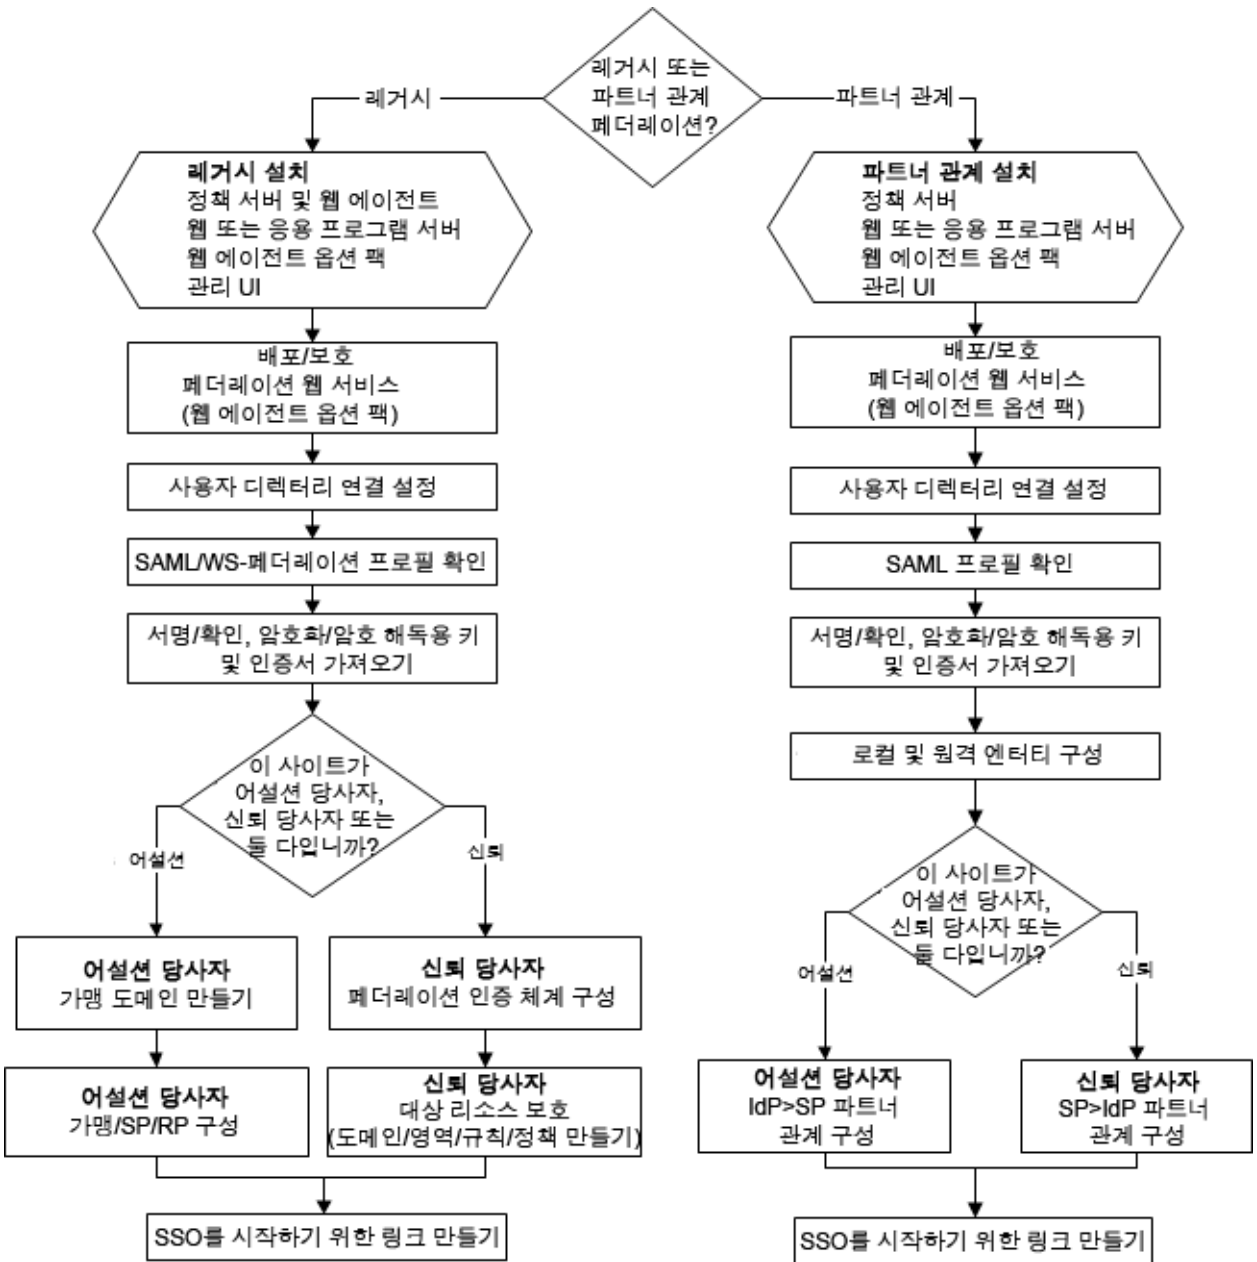 레거시 또는
파트너 관계
페더레이션?
레거시
파트너 관계
레거시 설치
정책 서버 및 웹 에이전트
웹 또는 응용 프로그램 서버
웹 에이전트 옵션 팩
관리 UI
배포/보호
페더레이션 웹 서비스
(웹 에이전트 옵션 팩)
사용자 디렉터리 연결 설정
SAML/WS-페더레이션 프로필 확인
서명/확인, 암호화/암호 해독용 키
및 인증서 가져오기
이 사이트가
어설션 당사자,
신뢰 당사자 또는
둘 다입니까?
어설션
신뢰
어설션 당사자
가맹 도메인 만들기
신뢰 당사자
페더레이션 인증 체계 구성
어설션 당사자
가맹/SP/RP 구성
신뢰 당사자
대상 리소스 보호
(도메인/영역/규칙/정책 만들기)
SSO를 시작하기 위한 링크 만들기
파트너 관계 설치
정책 서버
웹 또는 응용 프로그램 서버
웹 에이전트 옵션 팩
관리 UI
배포/보호
페더레이션 웹 서비스
(웹 에이전트 옵션 팩)
사용자 디렉터리 연결 설정
SAML 프로필 확인
서명/확인, 암호화/암호 해독용 키
및 인증서 가져오기
로컬 및 원격 엔터티 구성
이 사이트가
어설션 당사자,
신뢰 당사자 또는
둘 다입니까?
어설션
신뢰
어설션 당사자
IdP>SP 파트너
관계 구성
신뢰 당사자
SP>IdP 파트너
관계 구성
SSO를 시작하기 위한 링크 만들기